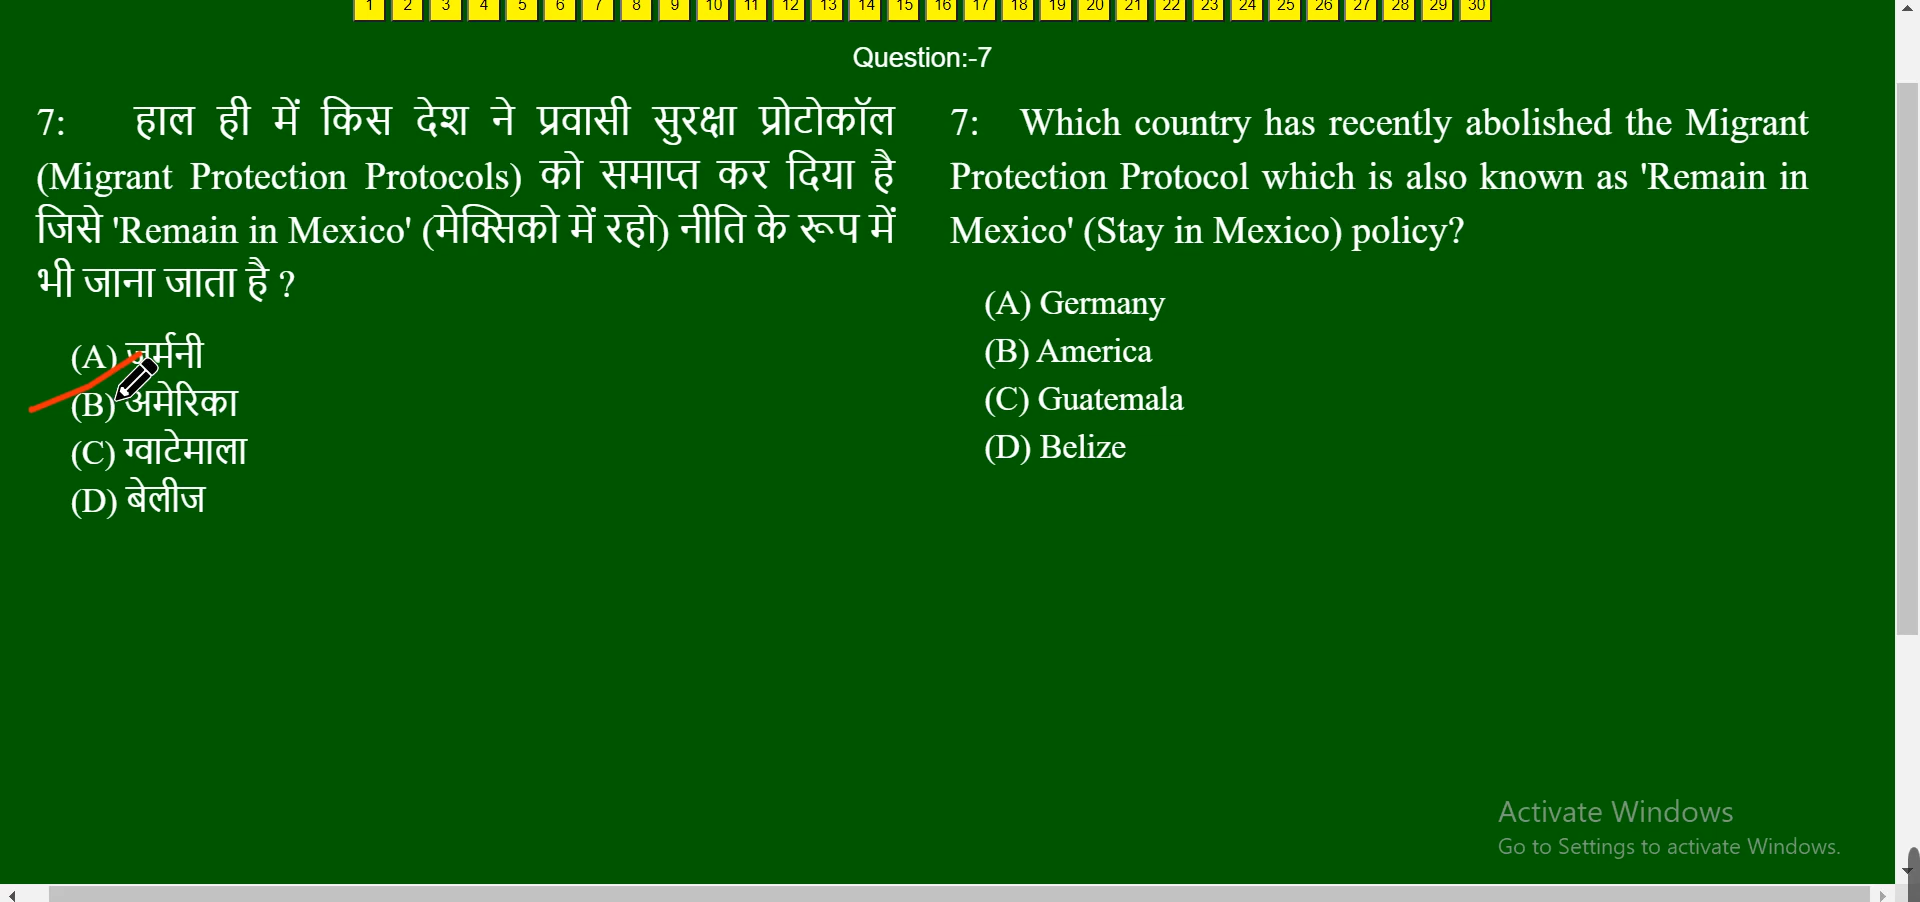 1 2 3 4 5 6 7 8 9 10 11 12 13 14 15 16 17 18 19 20 21 22 23 24 25 26 27 28 29 30
Question:-7
7: हाल ही में किस देश ने प्रवासी सुरक्षा प्रोटोकॉल
(Migrant Protection Protocols) को समाप्त कर दिया है
जिसे 'Remain in Mexico' (मेक्सिको में रहो) नीति के रूप में
भी जाना जाता है ?
(A) जर्मनी
(B) अमेरिका
(C) ग्वाटेमाला
(D) बेलीज
7: Which country has recently abolished the Migrant
Protection Protocol which is also known as 'Remain in
Mexico' (Stay in Mexico) policy?
(A) Germany
(B) America
(C) Guatemala
(D) Belize
Activate Windows
Go to Settings to activate Windows.